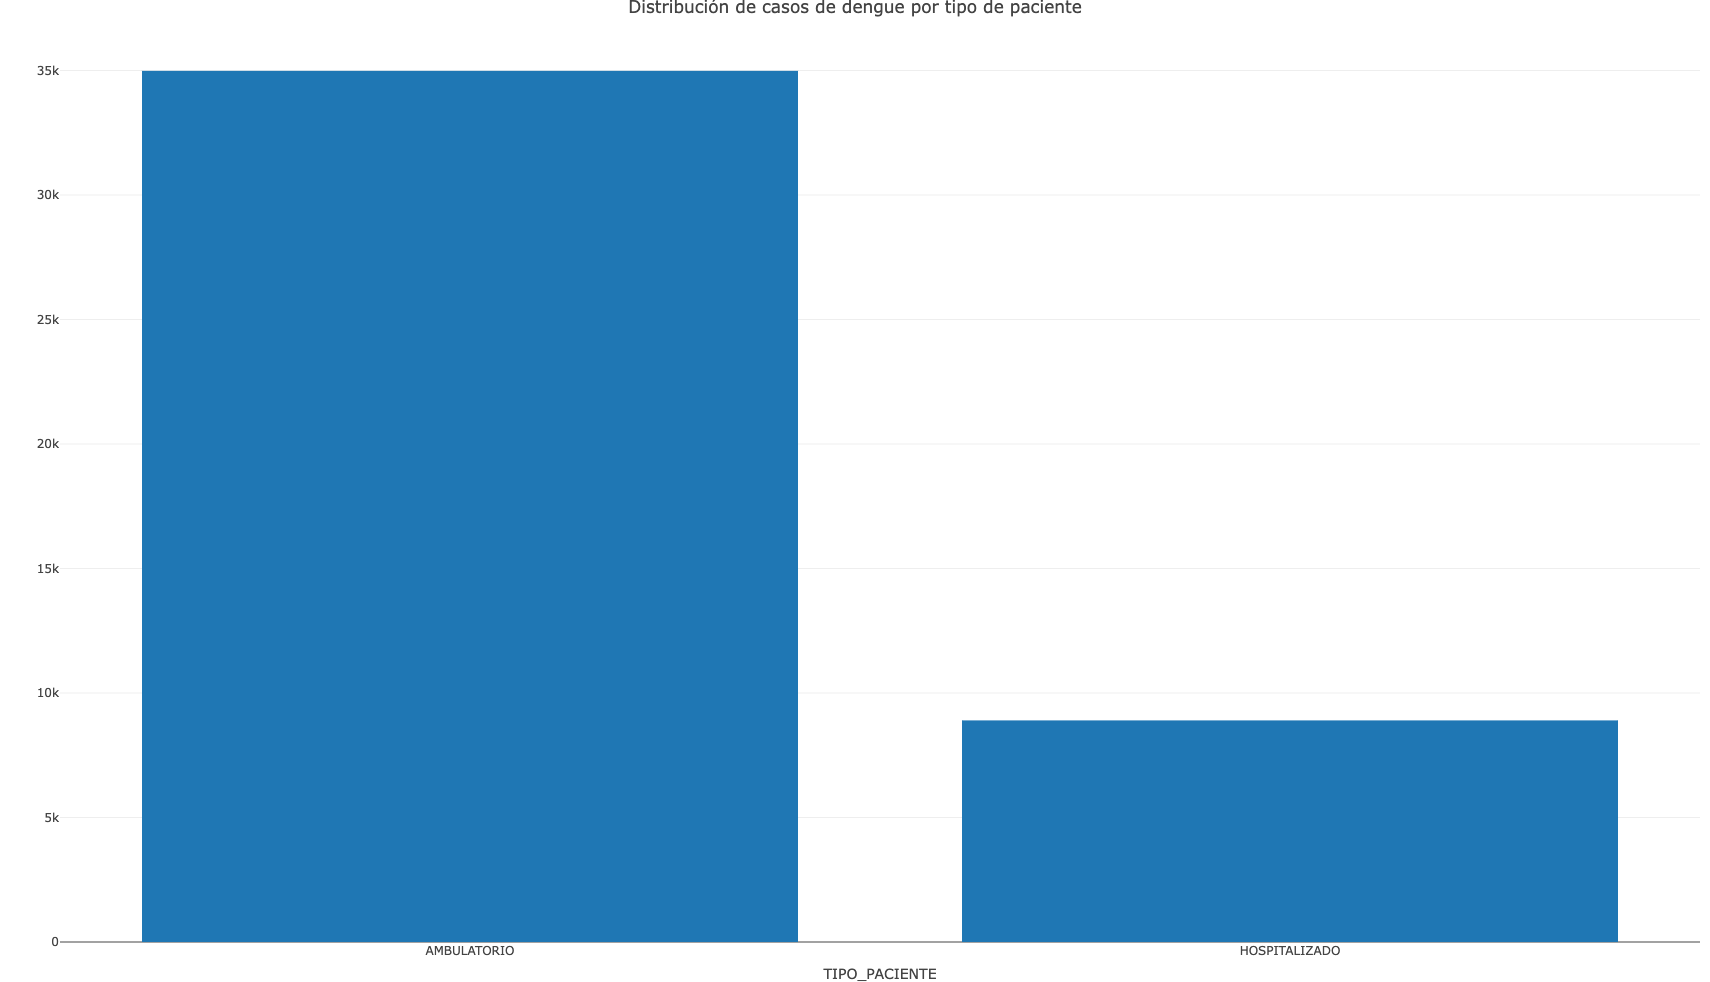 Distribución de casos de dengue por tipo de paciente
35k
30k
25k
20k
15k
10k
5k
0
AMBULATORIO HOSPITALIZADO
TIPO_PACIENTE